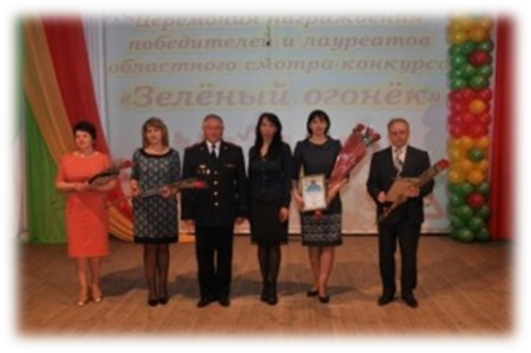 Церемония награждения
победителей и лауреатов
областного смотра-конкурса
«Зелёный огонёк»